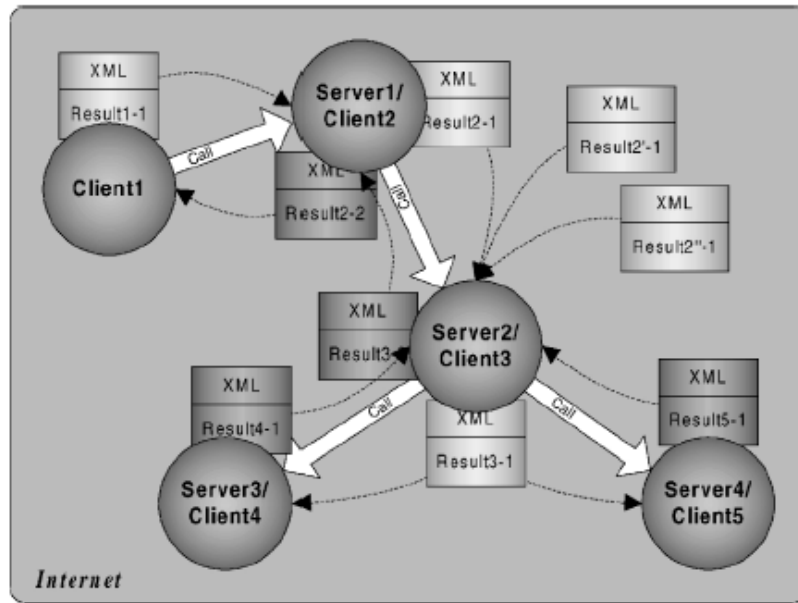 XML
Result1-1
Client1
Call
Server1/
Client2
XML
Result2-1
XML
Result2'-1
XML
Result2-2
Call
XML
Result2"-1
XML
Result3-
Server2/
Client3
XML
Result4-1
Call
XML
Result3-1
Call
XML
Result5-1
Server3/
Client4
Server4/
Client5
Internet